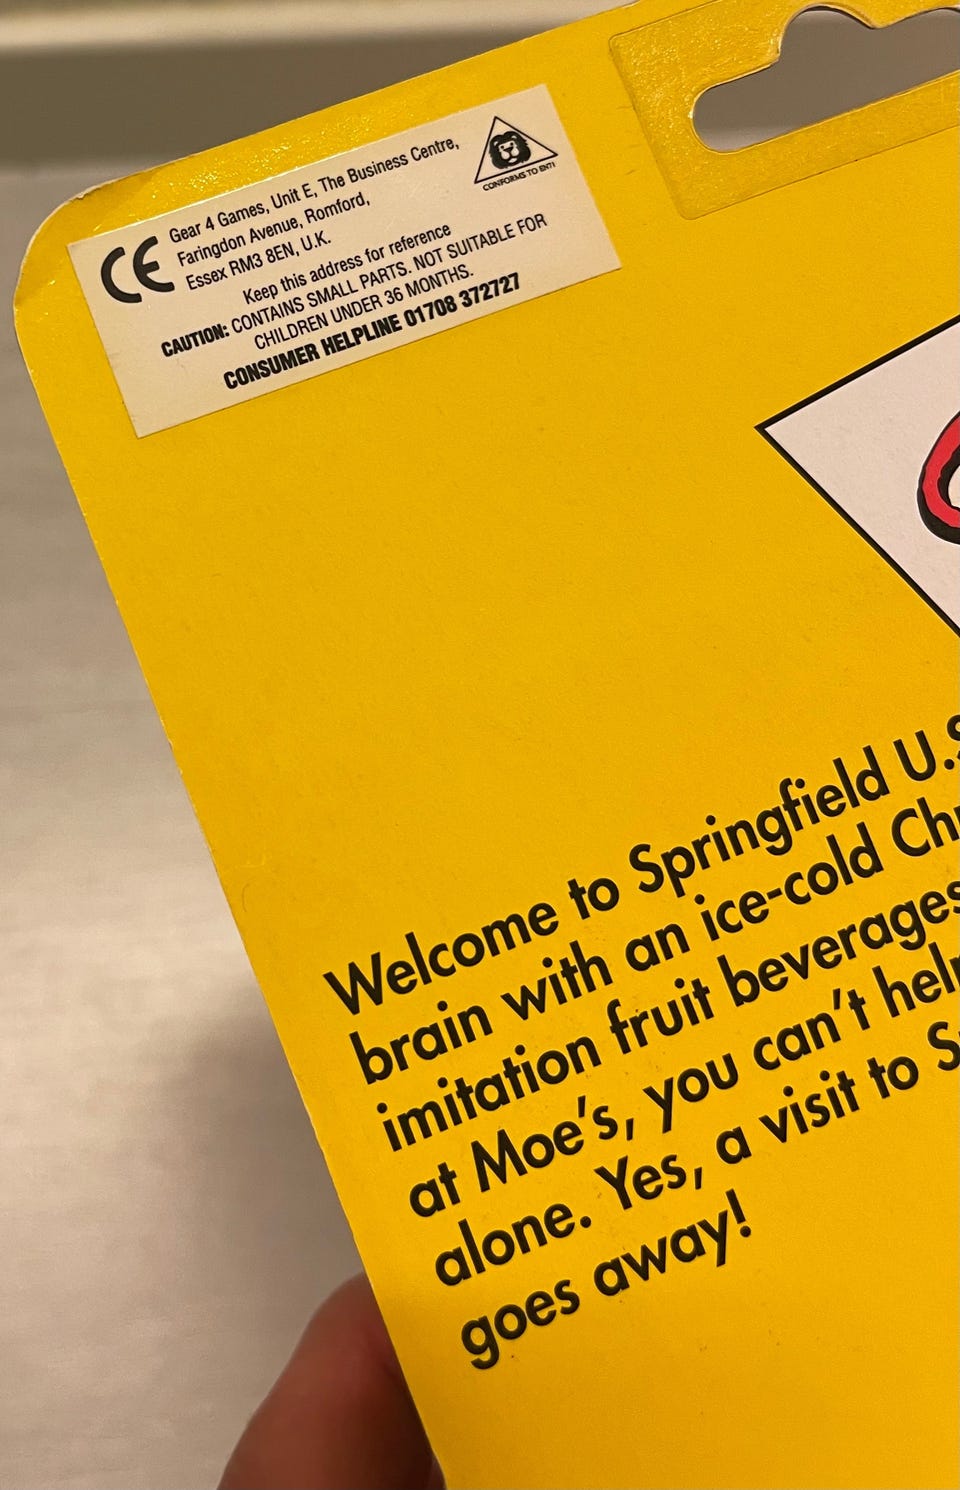 CE
Gear 4 Games, Unit E, The Business Centre,
Faringdon Avenue, Romford,
Essex RM3 8EN, U.K.
Keep this address for reference
CAUTION: CONTAINS SMALL PARTS. NOT SUITABLE FOR
CHILDREN UNDER 36 MONTHS.
CONSUMER HELPLINE 01708 372727
CONFORMS TO EN71
Welcome to Springfield U.S
brain with an ice-cold Ch
imitation fruit beverages
at Moe's, you can't hel
alone. Yes, a visit to S
goes away!